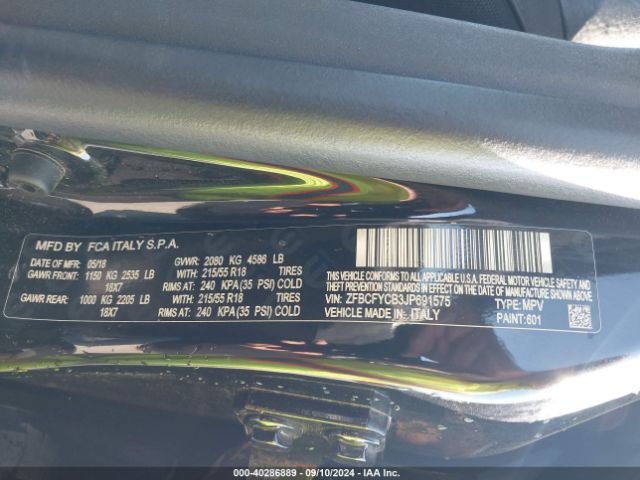 MFD BY FCA ITALY S.P.A.
DATE OF MFR: 05/18 GVWR: 2080 KG 4586 LB
GAWR FRONT: 1150 KG 2535 LB WITH: 215/55 R18 TIRES
18X7 RIMS AT: 240 KPA(35 PSI) COLD
GAWR REAR: 1000 KG 2205 LB WITH: 215/55 R18 TIRES
18X7 RIMS AT: 240 KPA(35 PSI) COLD
THIS VEHICLE CONFORMS TO ALL APPLICABLE U.S.A. FEDERAL MOTOR VEHICLE SAFETY AND
THEFT PREVENTION STANDARDS IN EFFECT ON THE DATE OF MANUFACTURE SHOWN ABOVE.
VIN: ZFBCFYCB3JP691575 TYPE: MPV
VEHICLE MADE IN: ITALY PAINT:601
000-40286889 - 09/10/2024 - IAAI.COM